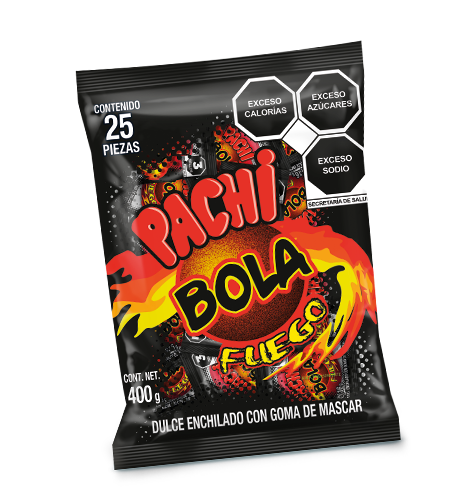 CONTENIDO
25
PIEZAS
EXCESO
CALORÍAS
EXCESO
AZÚCARES
EXCESO
SODIO
SECRETARÍA DE SALUD
PACHI
BOLA
FUEGO
CONT. NET.
400 g
DULCE ENCHILADO CON GOMA DE MASCAR